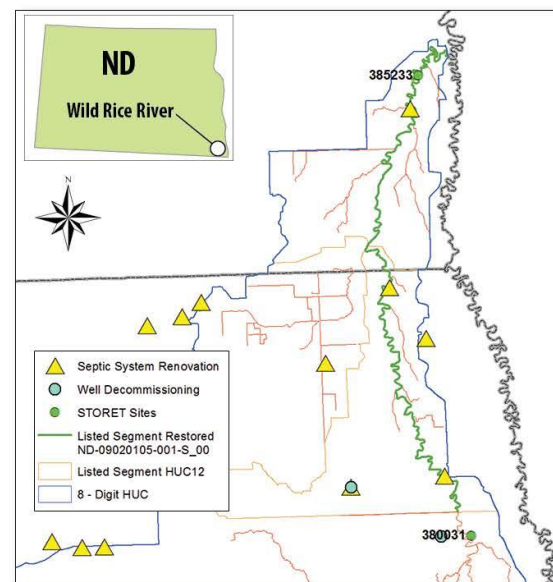 ND
Wild Rice River
N
385233
Septic System Renovation
Well Decommissioning
STORET Sites
Listed Segment Restored
ND-09020105-001-S_00
Listed Segment HUC12
8 - Digit HUC
380031